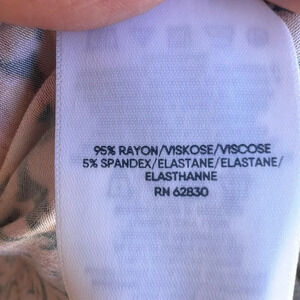 95% RAYON/VISKOSE/VISCOSE
5% SPANDEX/ELASTANE/ELASTANE/
ELASTHANNE
RN 62830